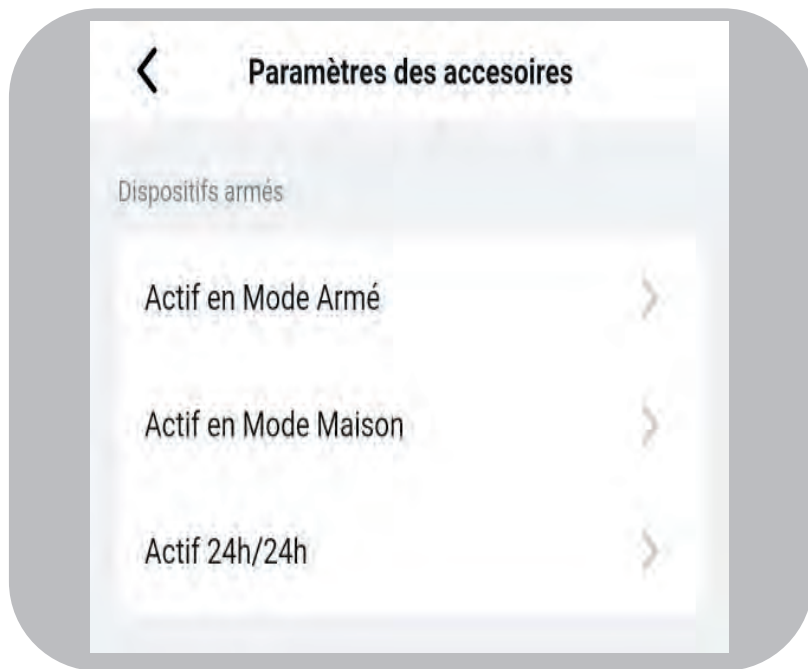 Paramètres des accesoires
Dispositifs armés
Actif en Mode Armé
Actif en Mode Maison
Actif 24h/24h